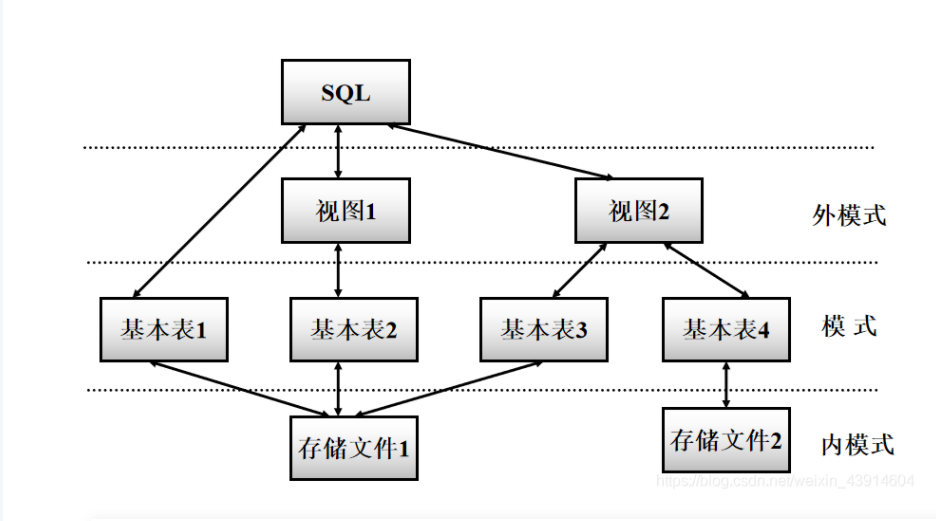 SQL
视图1
视图2
外模式
基本表1
基本表2
基本表3
基本表4
模 式
存储文件1
存储文件2
内模式
https://blog.csdn.net/weixin_43914604